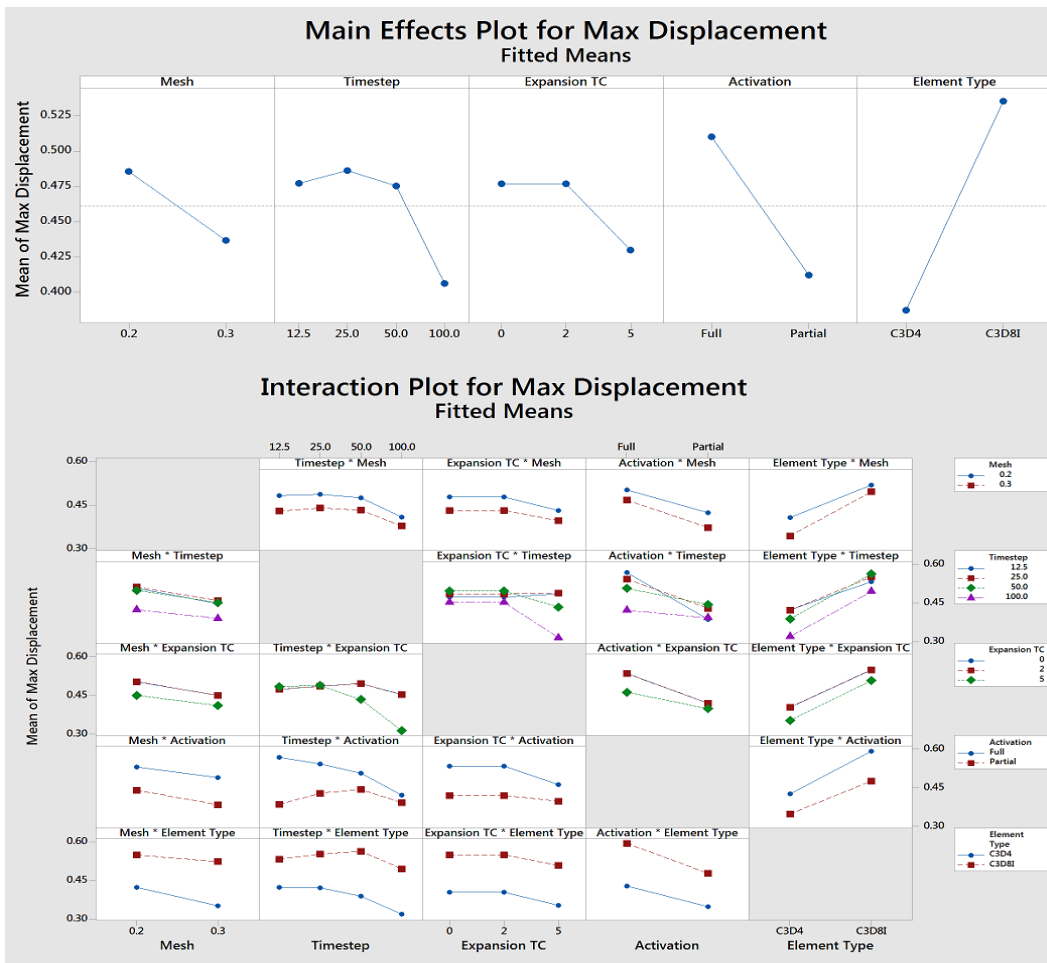 Main Effects Plot for Max Displacement
Fitted Means
Mesh Timestep Expansion TC Activation Element Type
Mean of Max Displacement
0.525
0.500
0.475
0.450
0.425
0.400
0.2 0.3 12.5 25.0 50.0 100.0 0 2 5 Full Partial C3D4 C3D8I
Interaction Plot for Max Displacement
Fitted Means
12.5 25.0 50.0 100.0 Full Partial
0.60
0.45
0.30
Timestep * Mesh Expansion TC * Mesh Activation * Mesh Element Type * Mesh
Mesh
0.2
0.3
Mesh * Timestep Expansion TC * Timestep Activation * Timestep Element Type * Timestep
0.60
0.45
0.30
Timestep
12.5
25.0
50.0
100.0
Mean of Max Displacement
Mesh * Expansion TC Timestep * Expansion TC Activation * Expansion TC Element Type * Expansion TC
0.60
0.45
0.30
Expansion TC
0
2
5
Mesh * Activation Timestep * Activation Expansion TC * Activation Element Type * Activation
0.60
0.45
0.30
Activation
Full
Partial
Mesh * Element Type Timestep * Element Type Expansion TC * Element Type Activation * Element Type
0.60
0.45
0.30
Element
Type
C3D4
C3D8I
0.2 0.3 0 2 5 C3D4 C3D8I
Mesh Timestep Expansion TC Activation Element Type